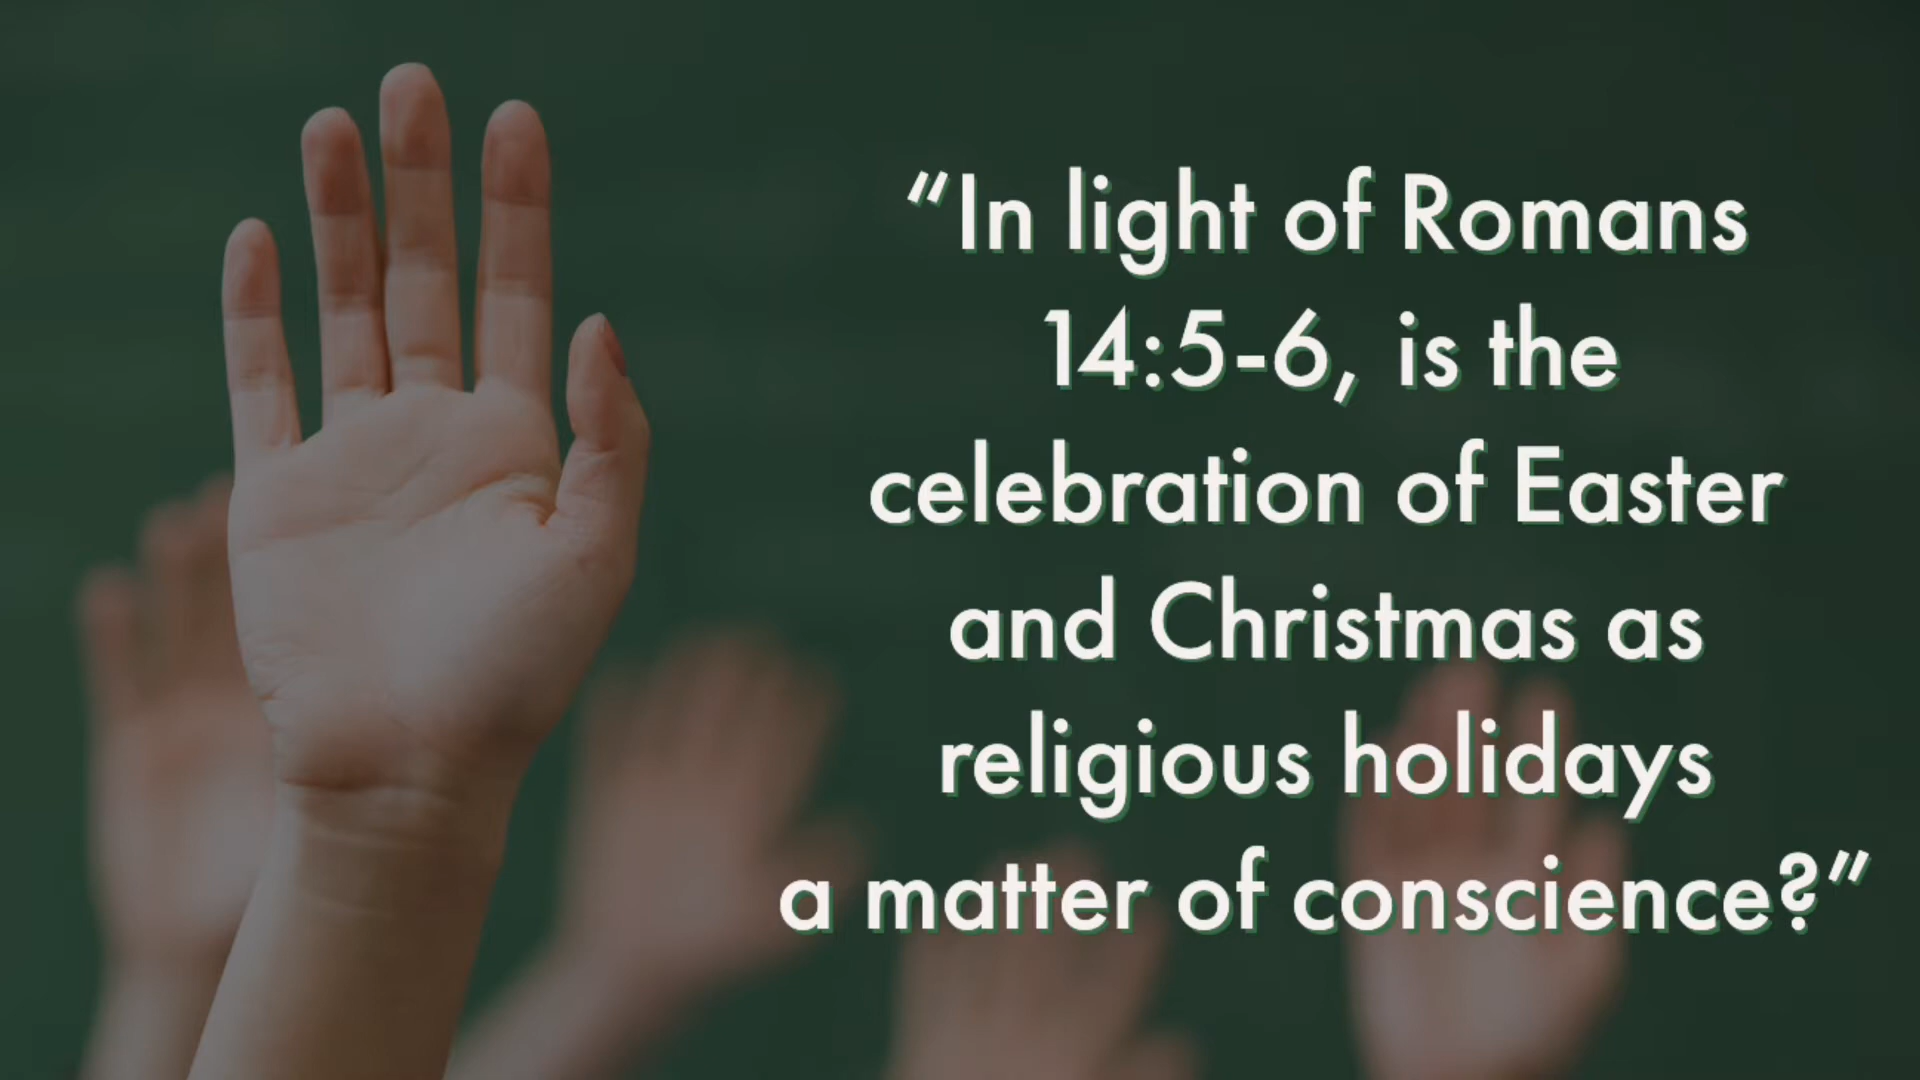 “In light of Romans
14:5-6, is the
celebration of Easter
and Christmas as
religious holidays
a matter of conscience?”